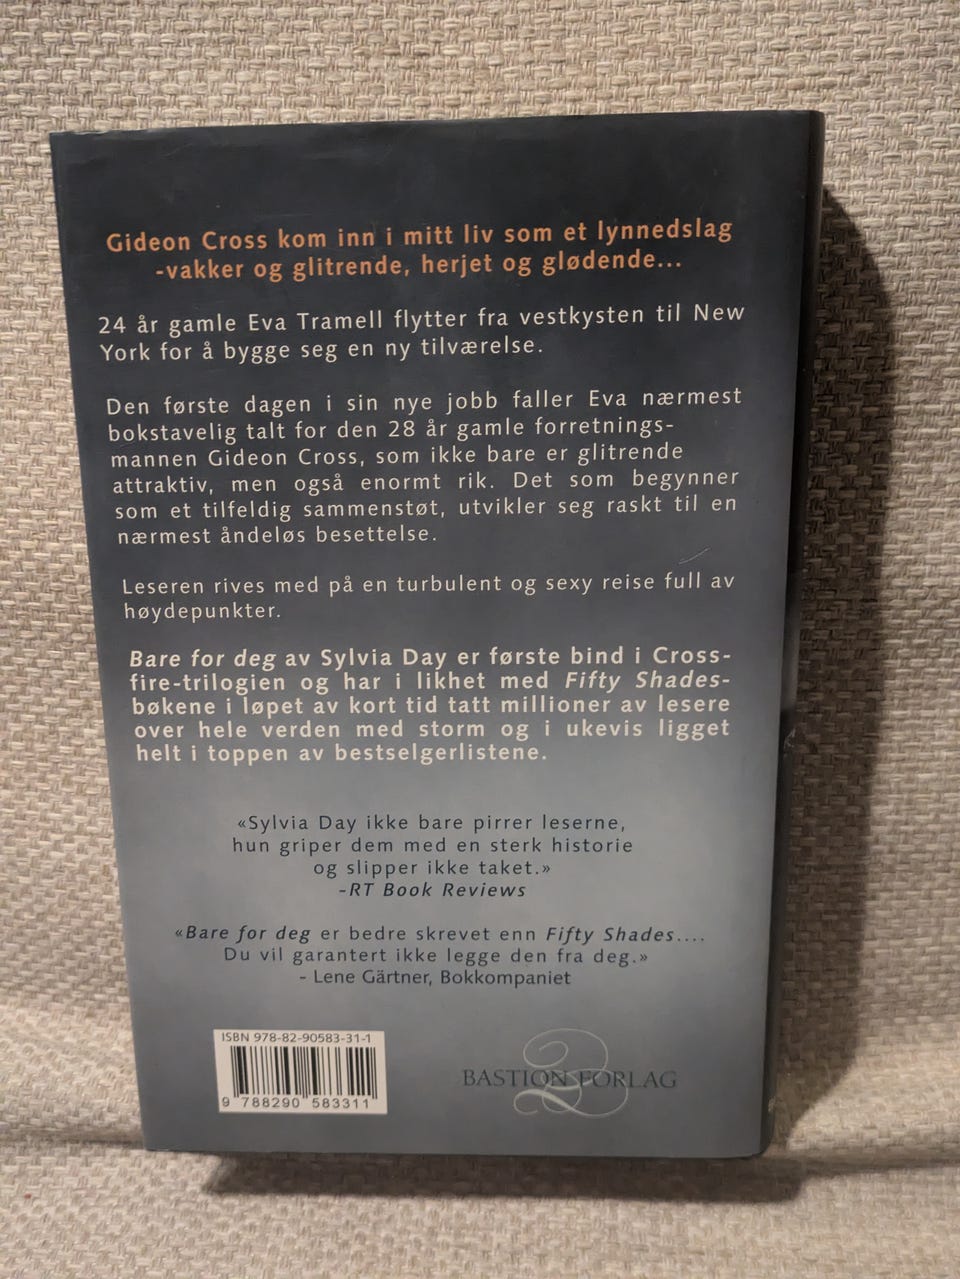 Gideon Cross kom inn i mitt liv som et lynnedslag
-vakker og glitrende, herjet og glødende...
24 år gamle Eva Tramell flytter fra vestkysten til New
York for å bygge seg en ny tilværelse.
Den første dagen i sin nye jobb faller Eva nærmest
bokstavelig talt for den 28 år gamle forretnings-
mannen Gideon Cross, som ikke bare er glitrende
attraktiv, men også enormt rik. Det som begynner
som et tilfeldig sammenstøt, utvikler seg raskt til en
nærmest åndeløs besettelse.
Leseren rives med på en turbulent og sexy reise full av
høydepunkter.
Bare for deg av Sylvia Day er første bind i Cross-
fire-trilogien og har i likhet med Fifty Shades-
bøkene i løpet av kort tid tatt millioner av lesere
over hele verden med storm og i ukevis ligget
helt i toppen av bestselgerlistene.
«Sylvia Day ikke bare pirrer leserne,
hun griper dem med en sterk historie
og slipper ikke taket.»
-RT Book Reviews
«Bare for deg er bedre skrevet enn Fifty Shades....
Du vil garantert ikke legge den fra deg.»
- Lene Gärtner, Bokkompaniet
ISBN 978-82-90583-31-1
9 788290 583311
BASTION FORLAG